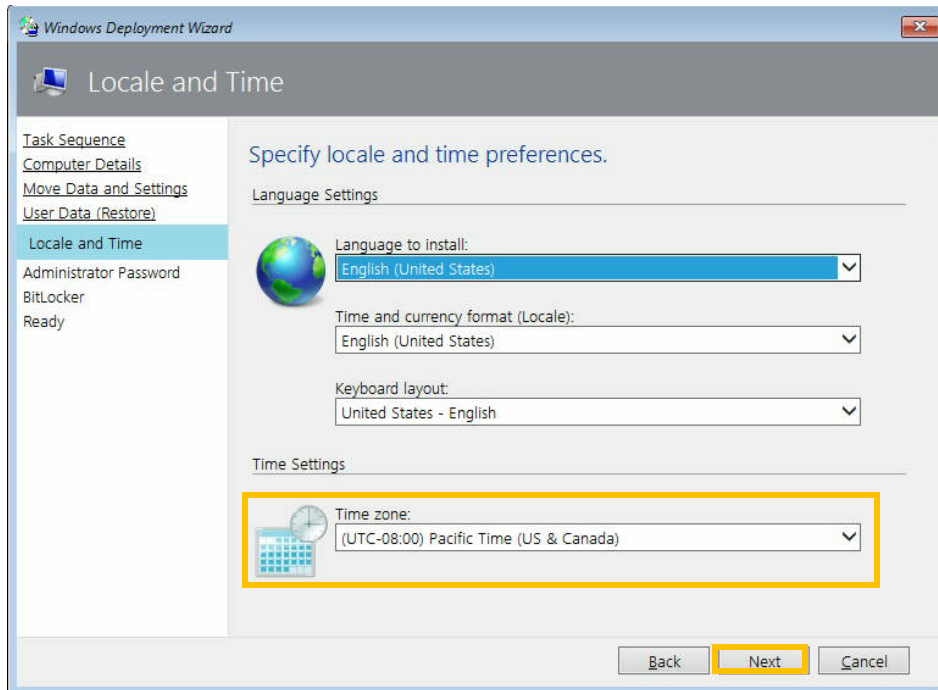 Windows Deployment Wizard
Locale and Time
Task Sequence
Computer Details
Move Data and Settings
User Data (Restore)
Locale and Time
Administrator Password
BitLocker
Ready
Specify locale and time preferences.
Language Settings
Language to install:
English (United States)
Time and currency format (Locale):
English (United States)
Keyboard layout:
United States - English
Time Settings
Time zone:
(UTC-08:00) Pacific Time (US & Canada)
Back Next Cancel